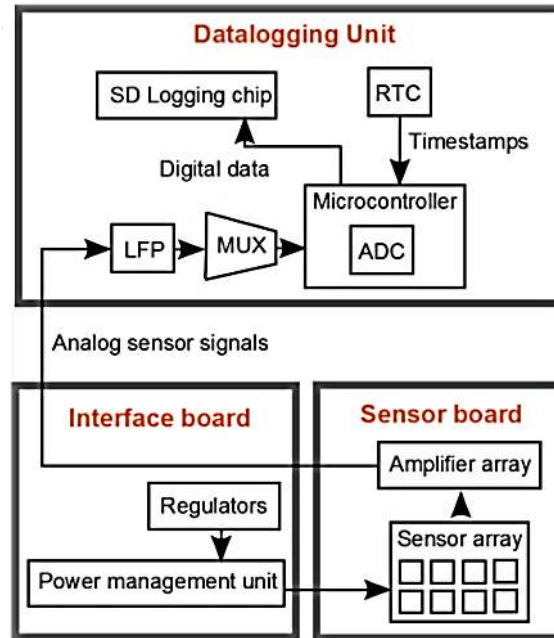 Datalogging Unit
SD Logging chip
RTC
Digital data
Timestamps
Microcontroller
LFP
MUX
ADC
Analog sensor signals
Interface board
Regulators
Power management unit
Sensor board
Amplifier array
Sensor array